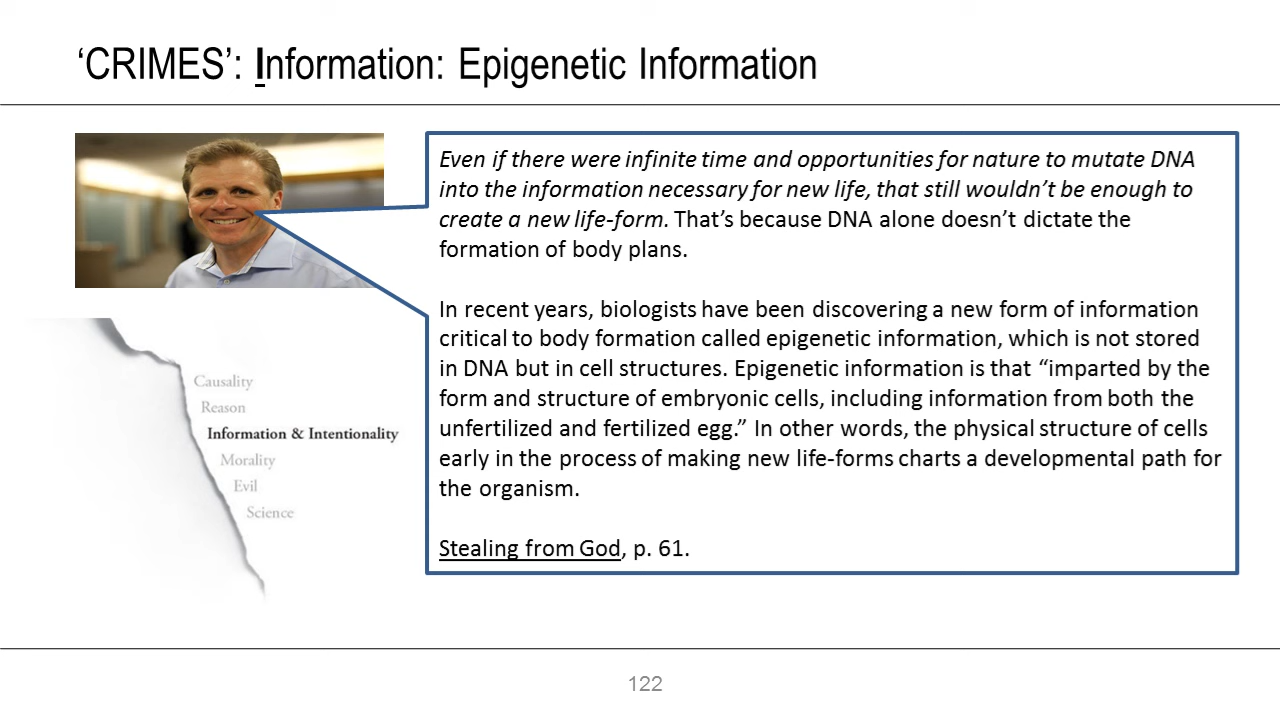 ‘CRIMES’: Information: Epigenetic Information
Even if there were infinite time and opportunities for nature to mutate DNA
into the information necessary for new life, that still wouldn’t be enough to
create a new life-form. That’s because DNA alone doesn’t dictate the
formation of body plans.
In recent years, biologists have been discovering a new form of information
critical to body formation called epigenetic information, which is not stored
in DNA but in cell structures. Epigenetic information is that “imparted by the
form and structure of embryonic cells, including information from both the
unfertilized and fertilized egg.” In other words, the physical structure of cells
early in the process of making new life-forms charts a developmental path for
the organism.
Stealing from God, p. 61.
Causality
Reason
Information & Intentionality
Morality
Evil
Science
122